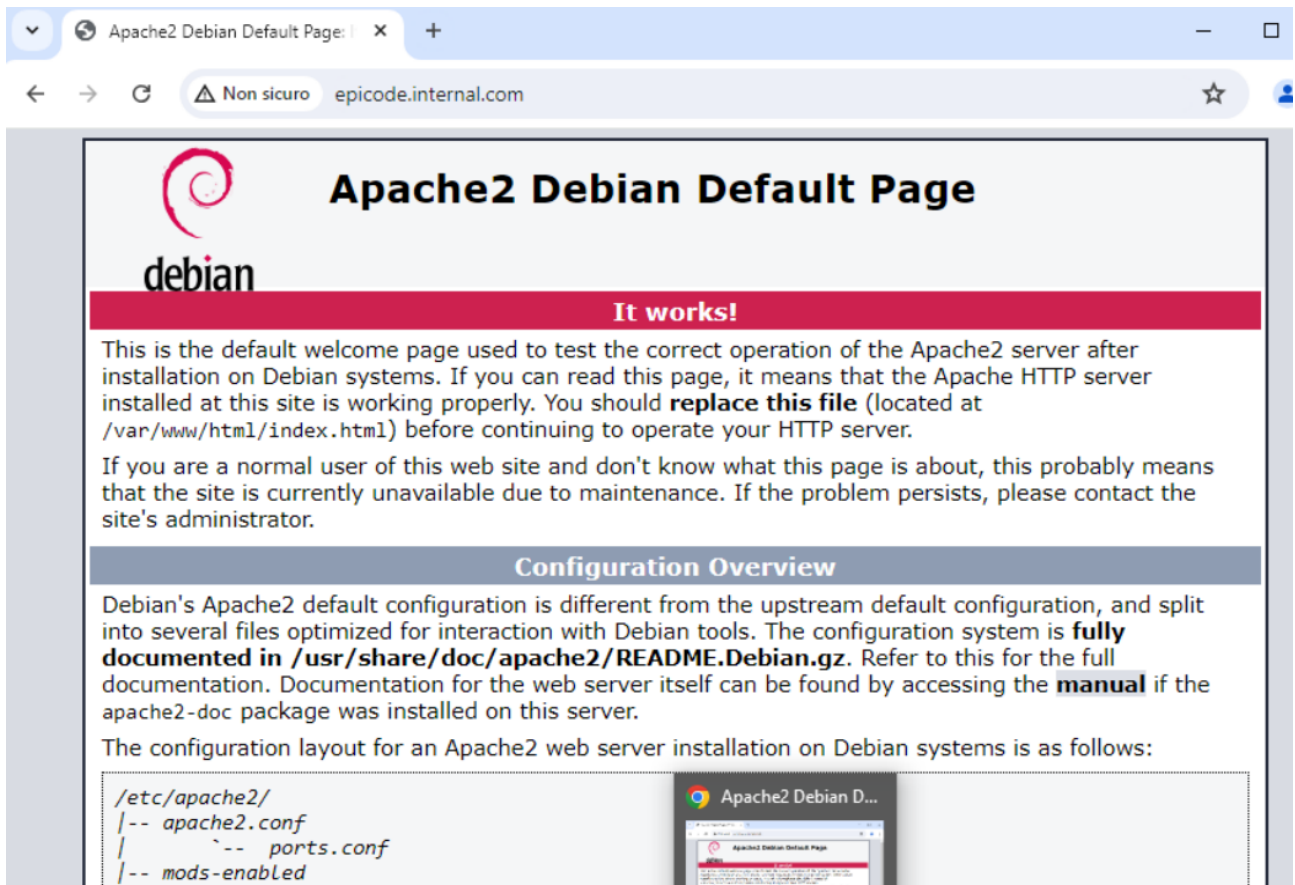 Apache2 Debian Default Page: I
Non sicuro epicode.internal.com
debian
Apache2 Debian Default Page
It works!
This is the default welcome page used to test the correct operation of the Apache2 server after
installation on Debian systems. If you can read this page, it means that the Apache HTTP server
installed at this site is working properly. You should replace this file (located at
/var/www/html/index.html) before continuing to operate your HTTP server.
If you are a normal user of this web site and don't know what this page is about, this probably means
that the site is currently unavailable due to maintenance. If the problem persists, please contact the
site's administrator.
Configuration Overview
Debian's Apache2 default configuration is different from the upstream default configuration, and split
into several files optimized for interaction with Debian tools. The configuration system is fully
documented in /usr/share/doc/apache2/README.Debian.gz. Refer to this for the full
documentation. Documentation for the web server itself can be found by accessing the manual if the
apache2-doc package was installed on this server.
The configuration layout for an Apache2 web server installation on Debian systems is as follows:
/etc/apache2/
|-- apache2.conf
|       `--  ports.conf
|-- mods-enabled
Apache2 Debian D...
Apache2 Debian Default Page